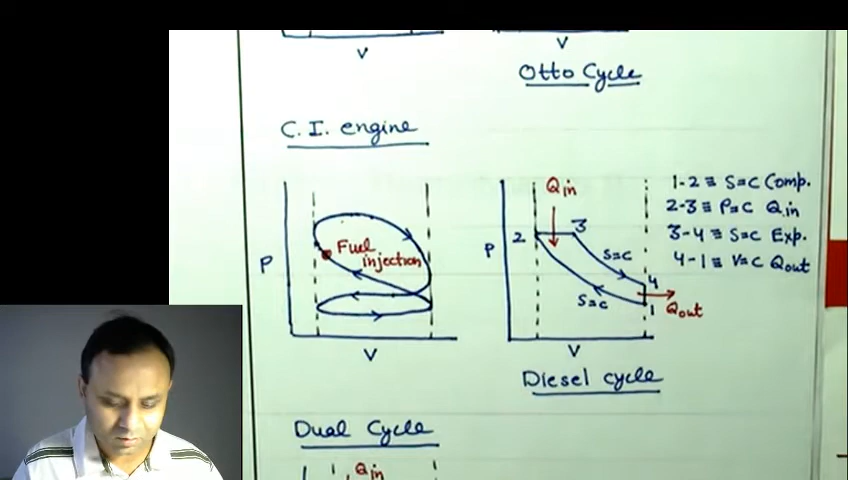 V
V
Otto Cycle
C.I. engine
P
Fuel
injection
V
P
Qin
2
3
S=C
S=C
4
1
Qout
V
Diesel cycle
1-2 ≡ S=C Comp.
2-3 ≡ P=C Qin
3-4 ≡ S=C Exp.
4-1 ≡ V=C Qout
Dual Cycle
Qin